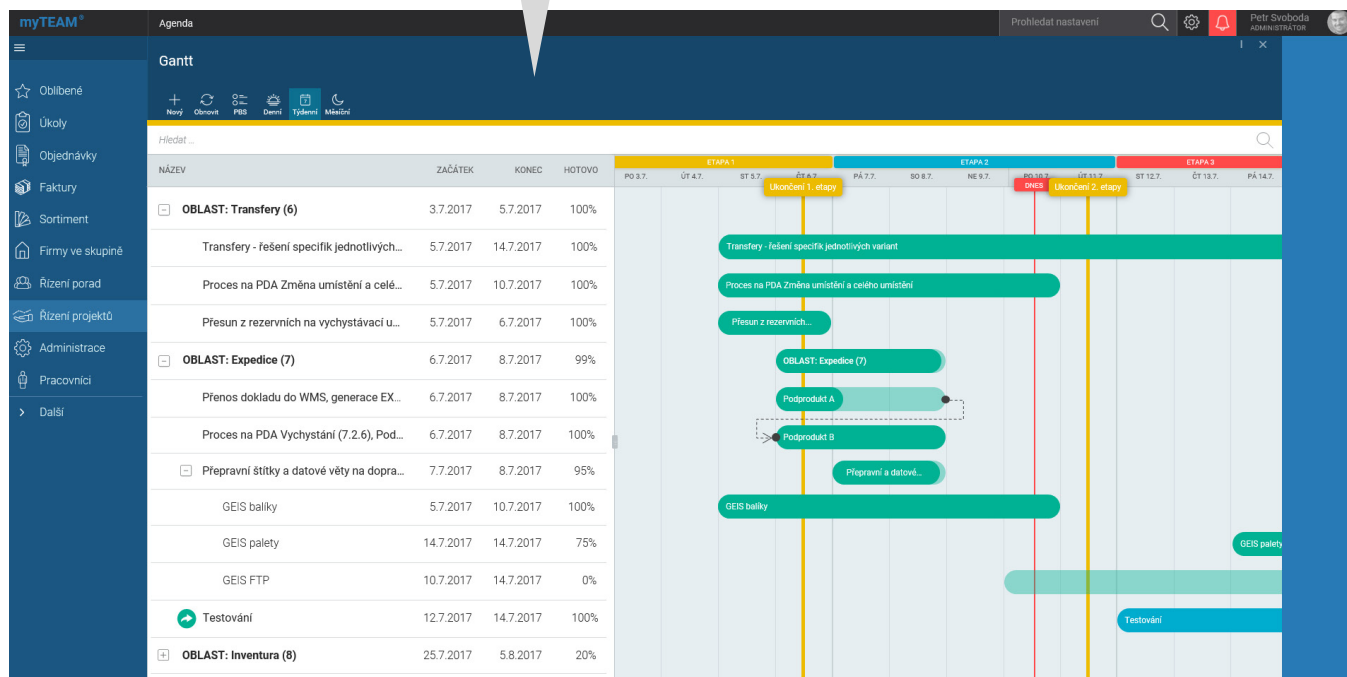 myTEAM®
Agenda
Prohledat nastavení
Petr Svoboda
ADMINISTRÁTOR
Gantt
Nový Obnovit PBS Denní Týdenní Měsíční
Oblíbené
Úkoly
Objednávky
Faktury
Sortiment
Firmy ve skupině
Řízení porad
Řízení projektů
Administrace
Pracovníci
Další
Hledat ..
NÁZEV ZAČÁTEK KONEC HOTOVO
ETAPA 1 ETAPA 2 ETAPA 3
PO 3.7. ÚT 4.7. ST 5.7. ČT 6.7. PÁ 7.7. SO 8.7. NE 9.7. PO 10.7. ÚT 11.7. ST 12.7. ČT 13.7. PÁ 14.7.
Ukončení 1. etapy DNES Ukončení 2. etapy
OBLAST: Transfery (6) 3.7.2017 5.7.2017 100%
Transfery - řešení specifik jednotlivých... 5.7.2017 14.7.2017 100% Transfery - řešení specifik jednotlivých variant
Proces na PDA Změna umístění a celé... 5.7.2017 10.7.2017 100% Proces na PDA Změna umístění a celého umístění
Přesun z rezervních na vychystávací u... 5.7.2017 6.7.2017 100% Přesun z rezervních...
OBLAST: Expedice (7) 6.7.2017 8.7.2017 99% OBLAST: Expedice (7)
Přenos dokladu do WMS, generace EX... 6.7.2017 8.7.2017 100% Podprodukt A
Proces na PDA Vychystání (7.2.6), Pod... 6.7.2017 8.7.2017 100% Podprodukt B
Přepravní štítky a datové věty na dopra... 7.7.2017 8.7.2017 95% Přepravní a datové...
GEIS balíky 5.7.2017 10.7.2017 100% GEIS balíky
GEIS palety 14.7.2017 14.7.2017 75% GEIS palety
GEIS FTP 10.7.2017 14.7.2017 0%
Testování 12.7.2017 14.7.2017 100% Testování
OBLAST: Inventura (8) 25.7.2017 5.8.2017 20%